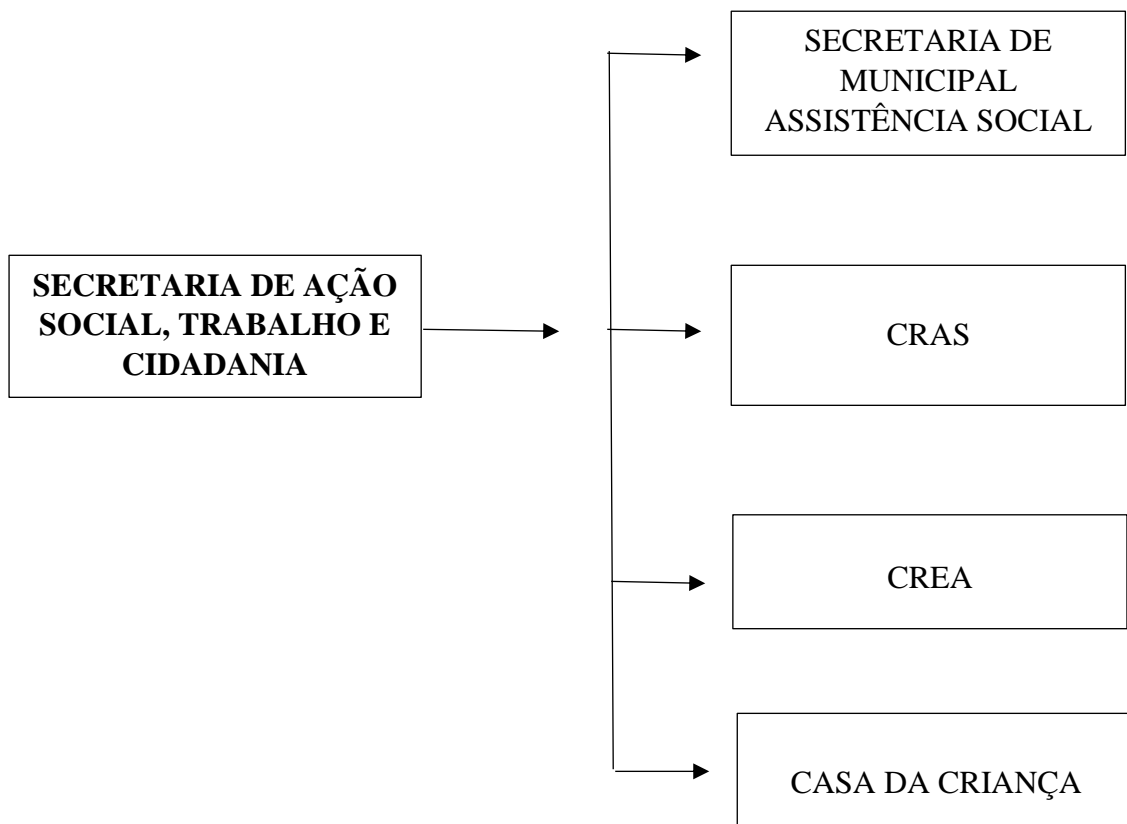 SECRETARIA DE
MUNICIPAL
ASSISTÊNCIA SOCIAL
SECRETARIA DE AÇÃO
SOCIAL, TRABALHO E
CIDADANIA
CRAS
CREA
CASA DA CRIANÇA